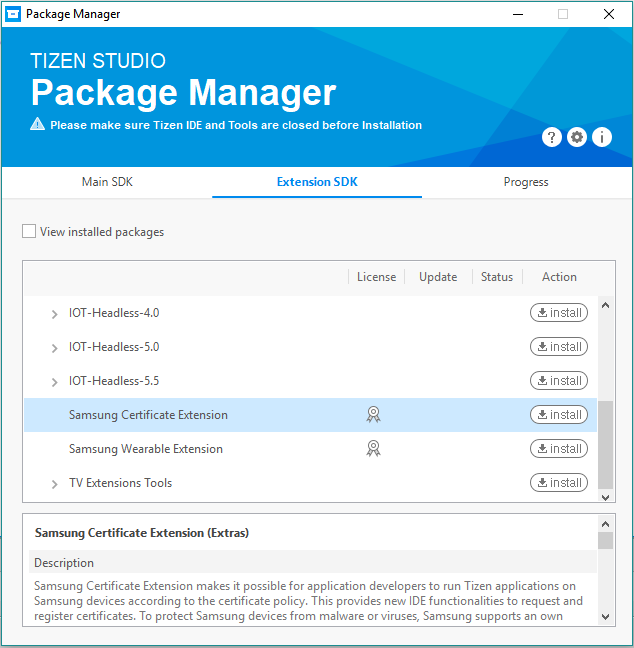 Package Manager
TIZEN STUDIO
Package Manager
Please make sure Tizen IDE and Tools are closed before Installation
? i
Main SDK Extension SDK Progress
View installed packages
License Update Status Action
IOT-Headless-4.0 install
IOT-Headless-5.0 install
IOT-Headless-5.5 install
Samsung Certificate Extension install
Samsung Wearable Extension install
TV Extensions Tools install
Samsung Certificate Extension (Extras)
Description
Samsung Certificate Extension makes it possible for application developers to run Tizen applications on
Samsung devices according to the certificate policy. This provides new IDE functionalities to request and
register certificates. To protect Samsung devices from malware or viruses, Samsung supports an own